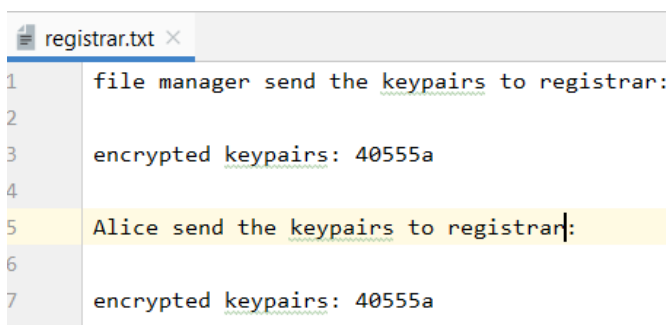 registrar.txt
1 file manager send the keypairs to registrar:
2
3 encrypted keypairs: 40555a
4
5 Alice send the keypairs to registrar:
6
7 encrypted keypairs: 40555a